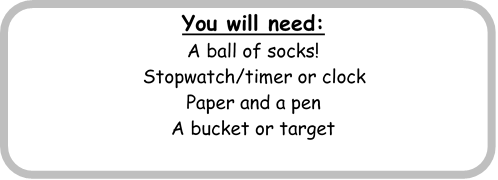 You will need:
A ball of socks!
Stopwatch/timer or clock
Paper and a pen
A bucket or target